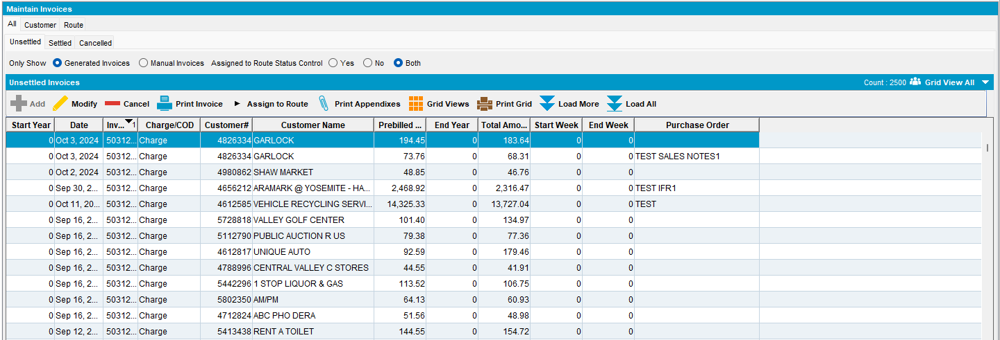 Maintain Invoices
All Customer Route
Unsettled Settled Cancelled
Only Show Generated Invoices Manual Invoices Assigned to Route Status Control Yes No Both
Unsettled Invoices Count : 2500 Grid View All
Add Modify Cancel Print Invoice Assign to Route Print Appendixes Grid Views Print Grid Load More Load All
Start Year Date Inv... 1 Charge/COD Customer# Customer Name Prebilled ... End Year Total Amo... Start Week End Week Purchase Order
0 Oct 3, 2024 50312... Charge 4826334 GARLOCK 194.45 0 183.64 0 0
0 Oct 3, 2024 50312... Charge 4826334 GARLOCK 73.76 0 68.31 0 0 TEST SALES NOTES1
0 Oct 2, 2024 50312... Charge 4980862 SHAW MARKET 48.85 0 46.76 0 0
0 Sep 30, 2... 50312... Charge 4656212 ARAMARK @ YOSEMITE - HA... 2,468.92 0 2,316.47 0 0 TEST IFR1
0 Oct 11, 20... 50312... Charge 4612585 VEHICLE RECYCLING SERVI... 14,325.33 0 13,727.04 0 0 TEST
0 Sep 16, 2... 50312... Charge 5728818 VALLEY GOLF CENTER 101.40 0 134.97 0 0
0 Sep 16, 2... 50312... Charge 5112790 PUBLIC AUCTION R US 79.38 0 77.36 0 0
0 Sep 16, 2... 50312... Charge 4612817 UNIQUE AUTO 92.59 0 179.46 0 0
0 Sep 16, 2... 50312... Charge 4788996 CENTRAL VALLEY C STORES 44.55 0 41.91 0 0
0 Sep 16, 2... 50312... Charge 5442296 1 STOP LIQUOR & GAS 113.52 0 106.75 0 0
0 Sep 16, 2... 50312... Charge 5802350 AM/PM 64.13 0 60.93 0 0
0 Sep 16, 2... 50312... Charge 4712824 ABC PHO DERA 51.56 0 48.98 0 0
0 Sep 12, 2... 50312... Charge 5413438 RENT A TOILET 144.55 0 154.72 0 0